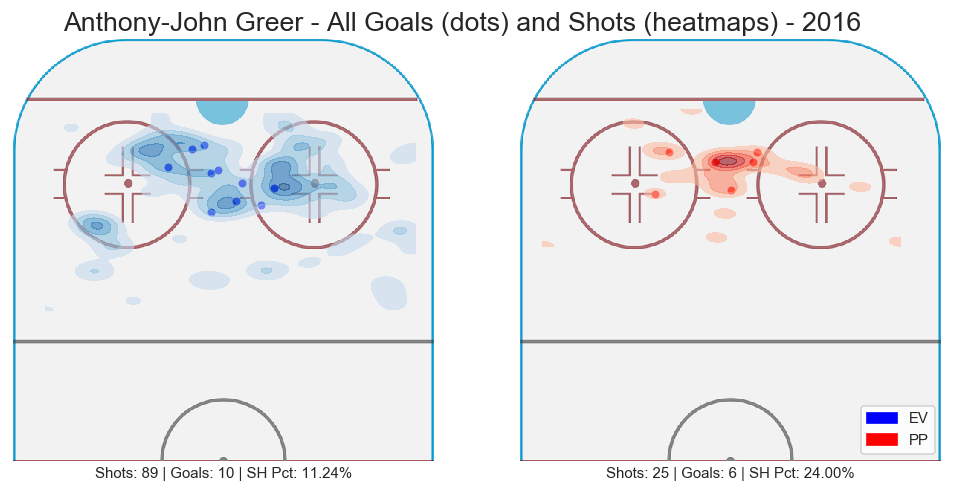 Anthony-John Greer - All Goals (dots) and Shots (heatmaps) - 2016
EV
PP
Shots: 89 | Goals: 10 | SH Pct: 11.24%
Shots: 25 | Goals: 6 | SH Pct: 24.00%